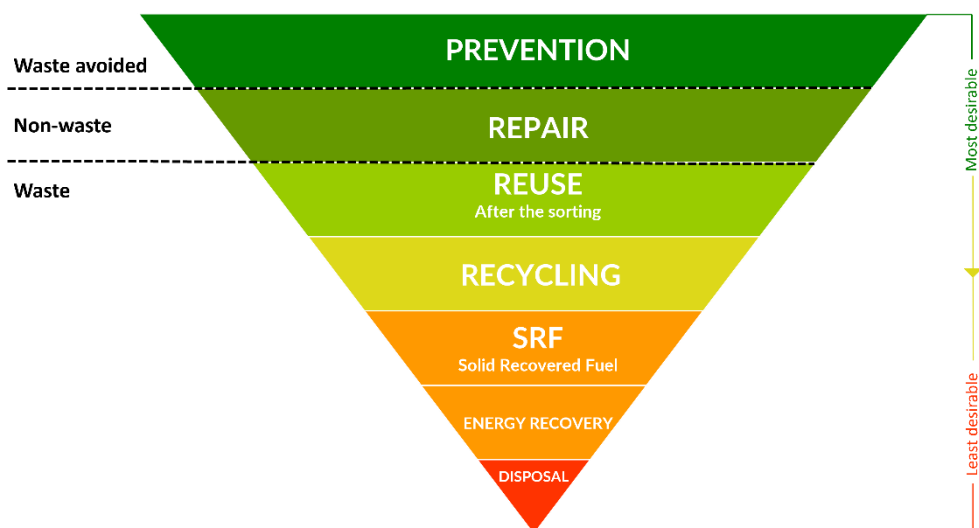 PREVENTION
Waste avoided
Non-waste
REPAIR
Waste
REUSE
After the sorting
RECYCLING
SRF
Solid Recovered Fuel
ENERGY RECOVERY
DISPOSAL
Most desirable
Least desirable